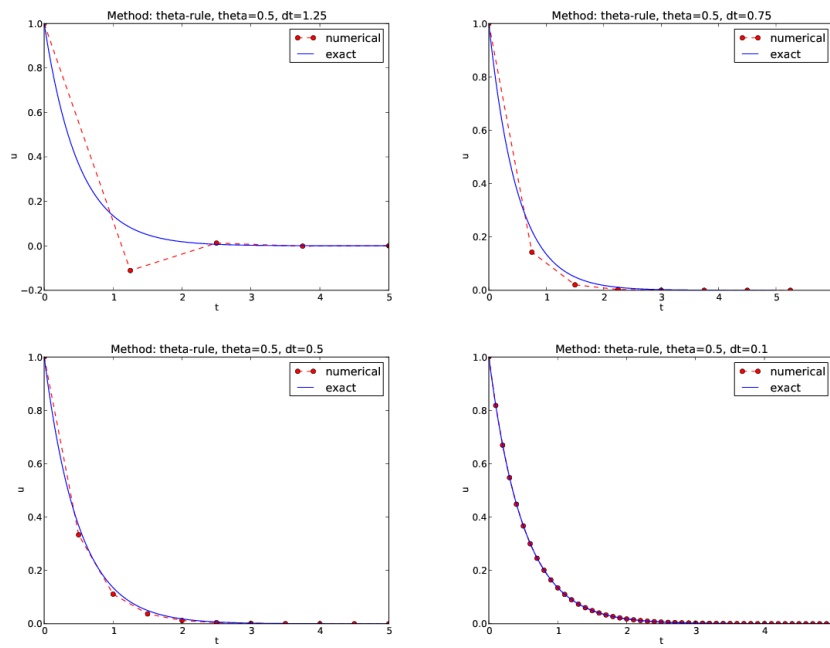 Method: theta-rule, theta=0.5, dt=1.25
numerical
exact
u
1.0
0.8
0.6
0.4
0.2
0.0
−0.2
0 1 2 3 4 5
t
Method: theta-rule, theta=0.5, dt=0.75
numerical
exact
u
1.0
0.8
0.6
0.4
0.2
0.0
0 1 2 3 4 5
t
Method: theta-rule, theta=0.5, dt=0.5
numerical
exact
u
1.0
0.8
0.6
0.4
0.2
0.0
0 1 2 3 4 5
t
Method: theta-rule, theta=0.5, dt=0.1
numerical
exact
u
1.0
0.8
0.6
0.4
0.2
0.0
0 1 2 3 4
t